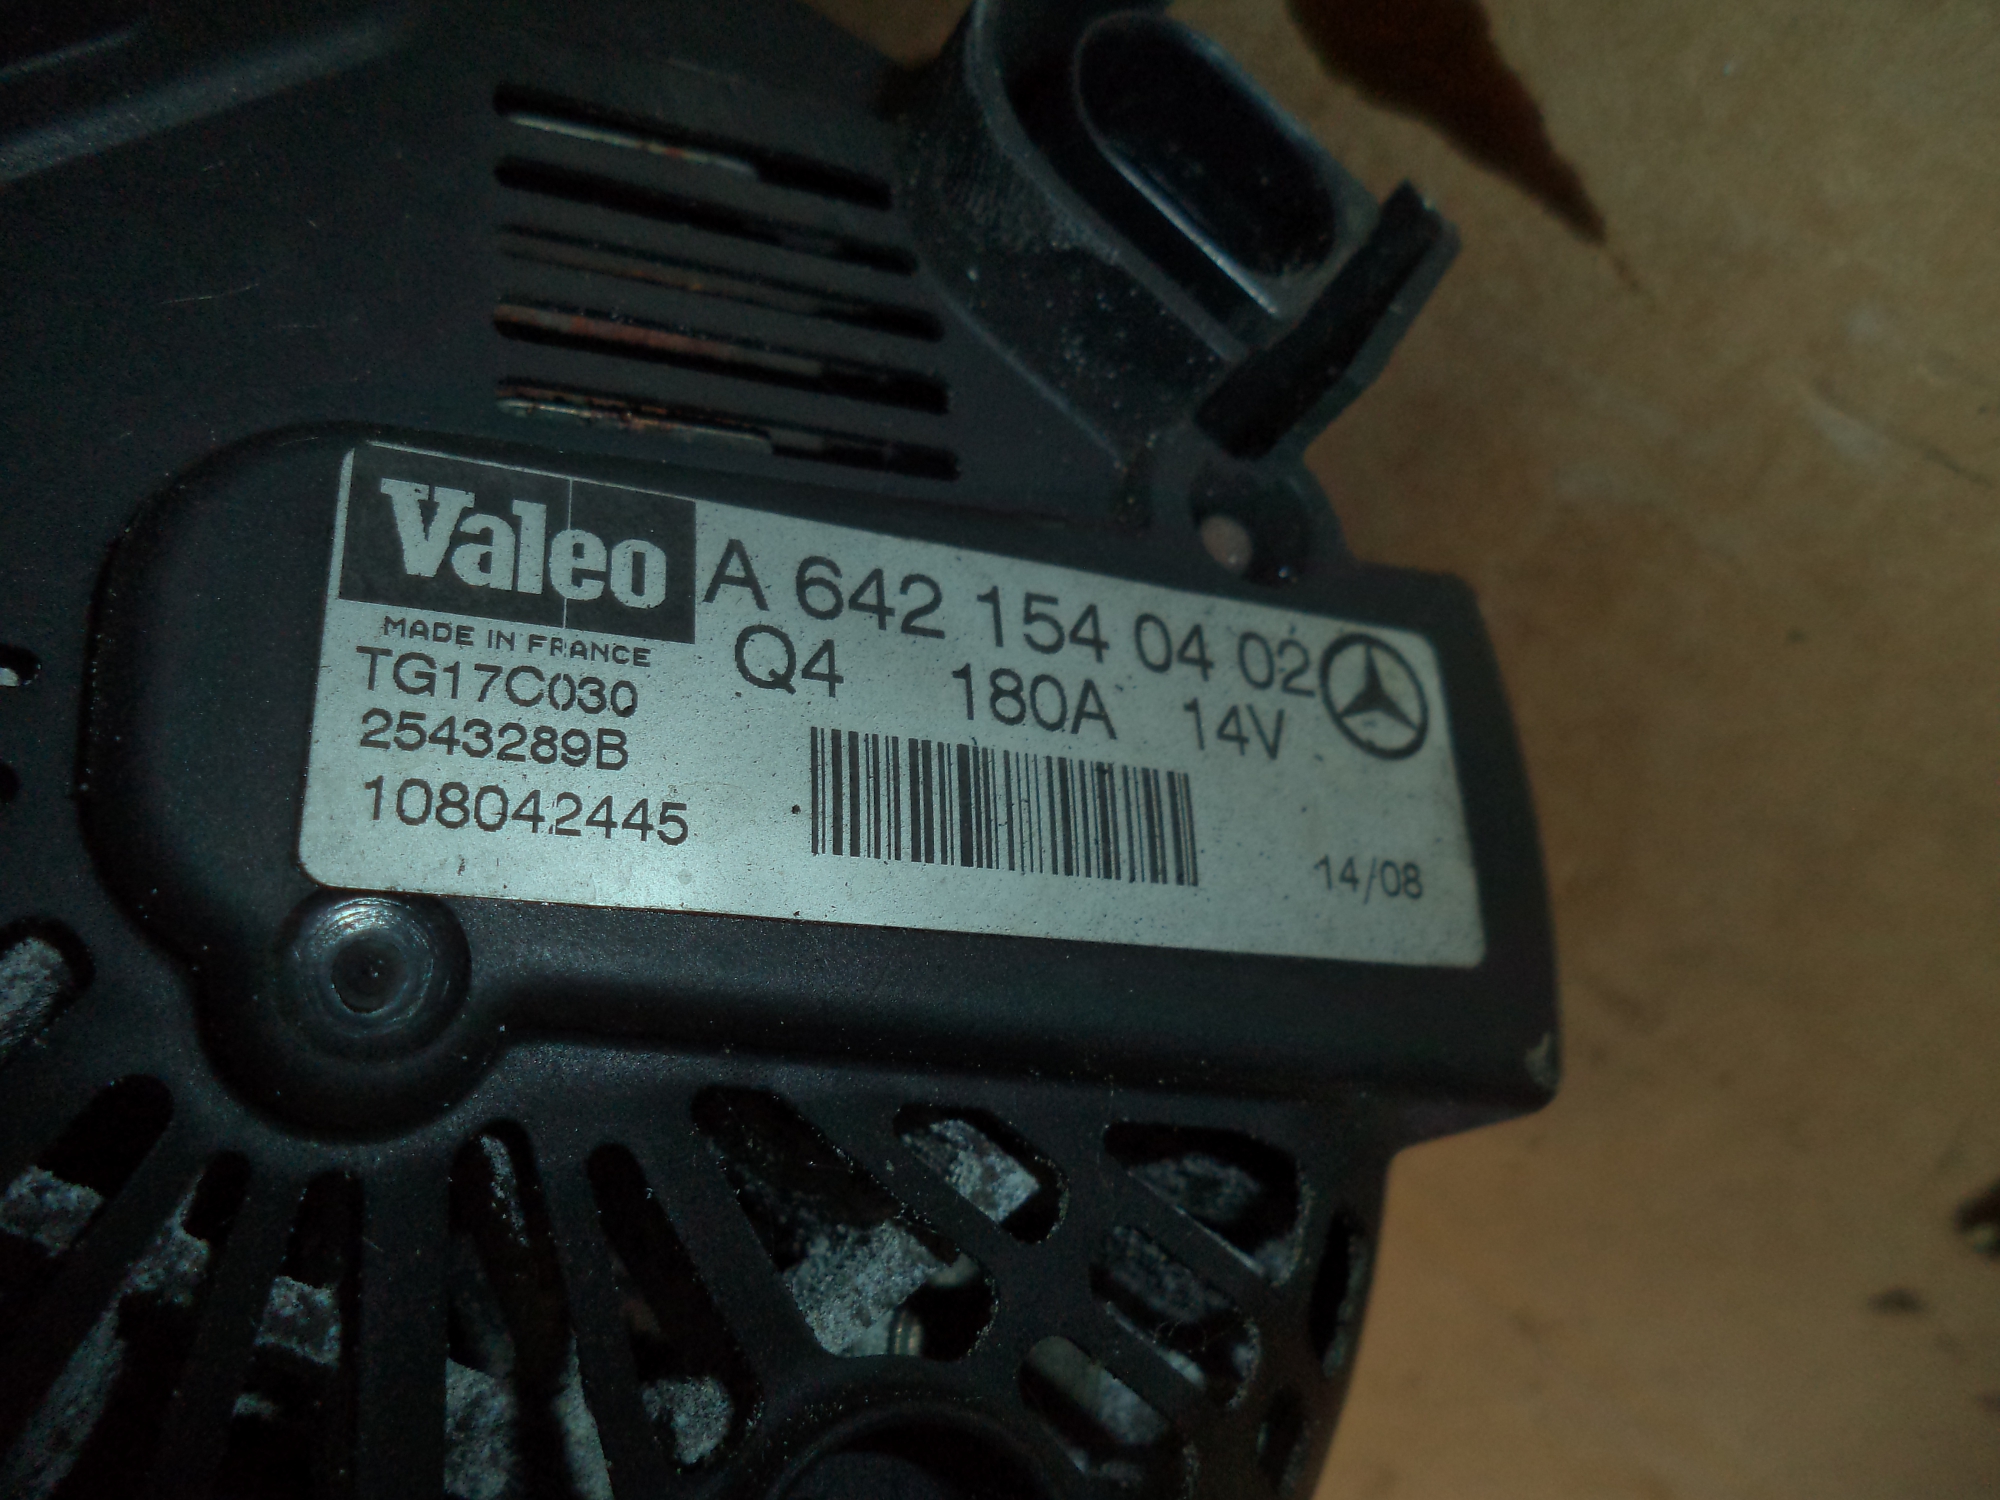 Valeo
MADE IN FRANCE
A 642 154 04 02
Q4 180A 14V
TG17C030
2543289B
108042445
14/08